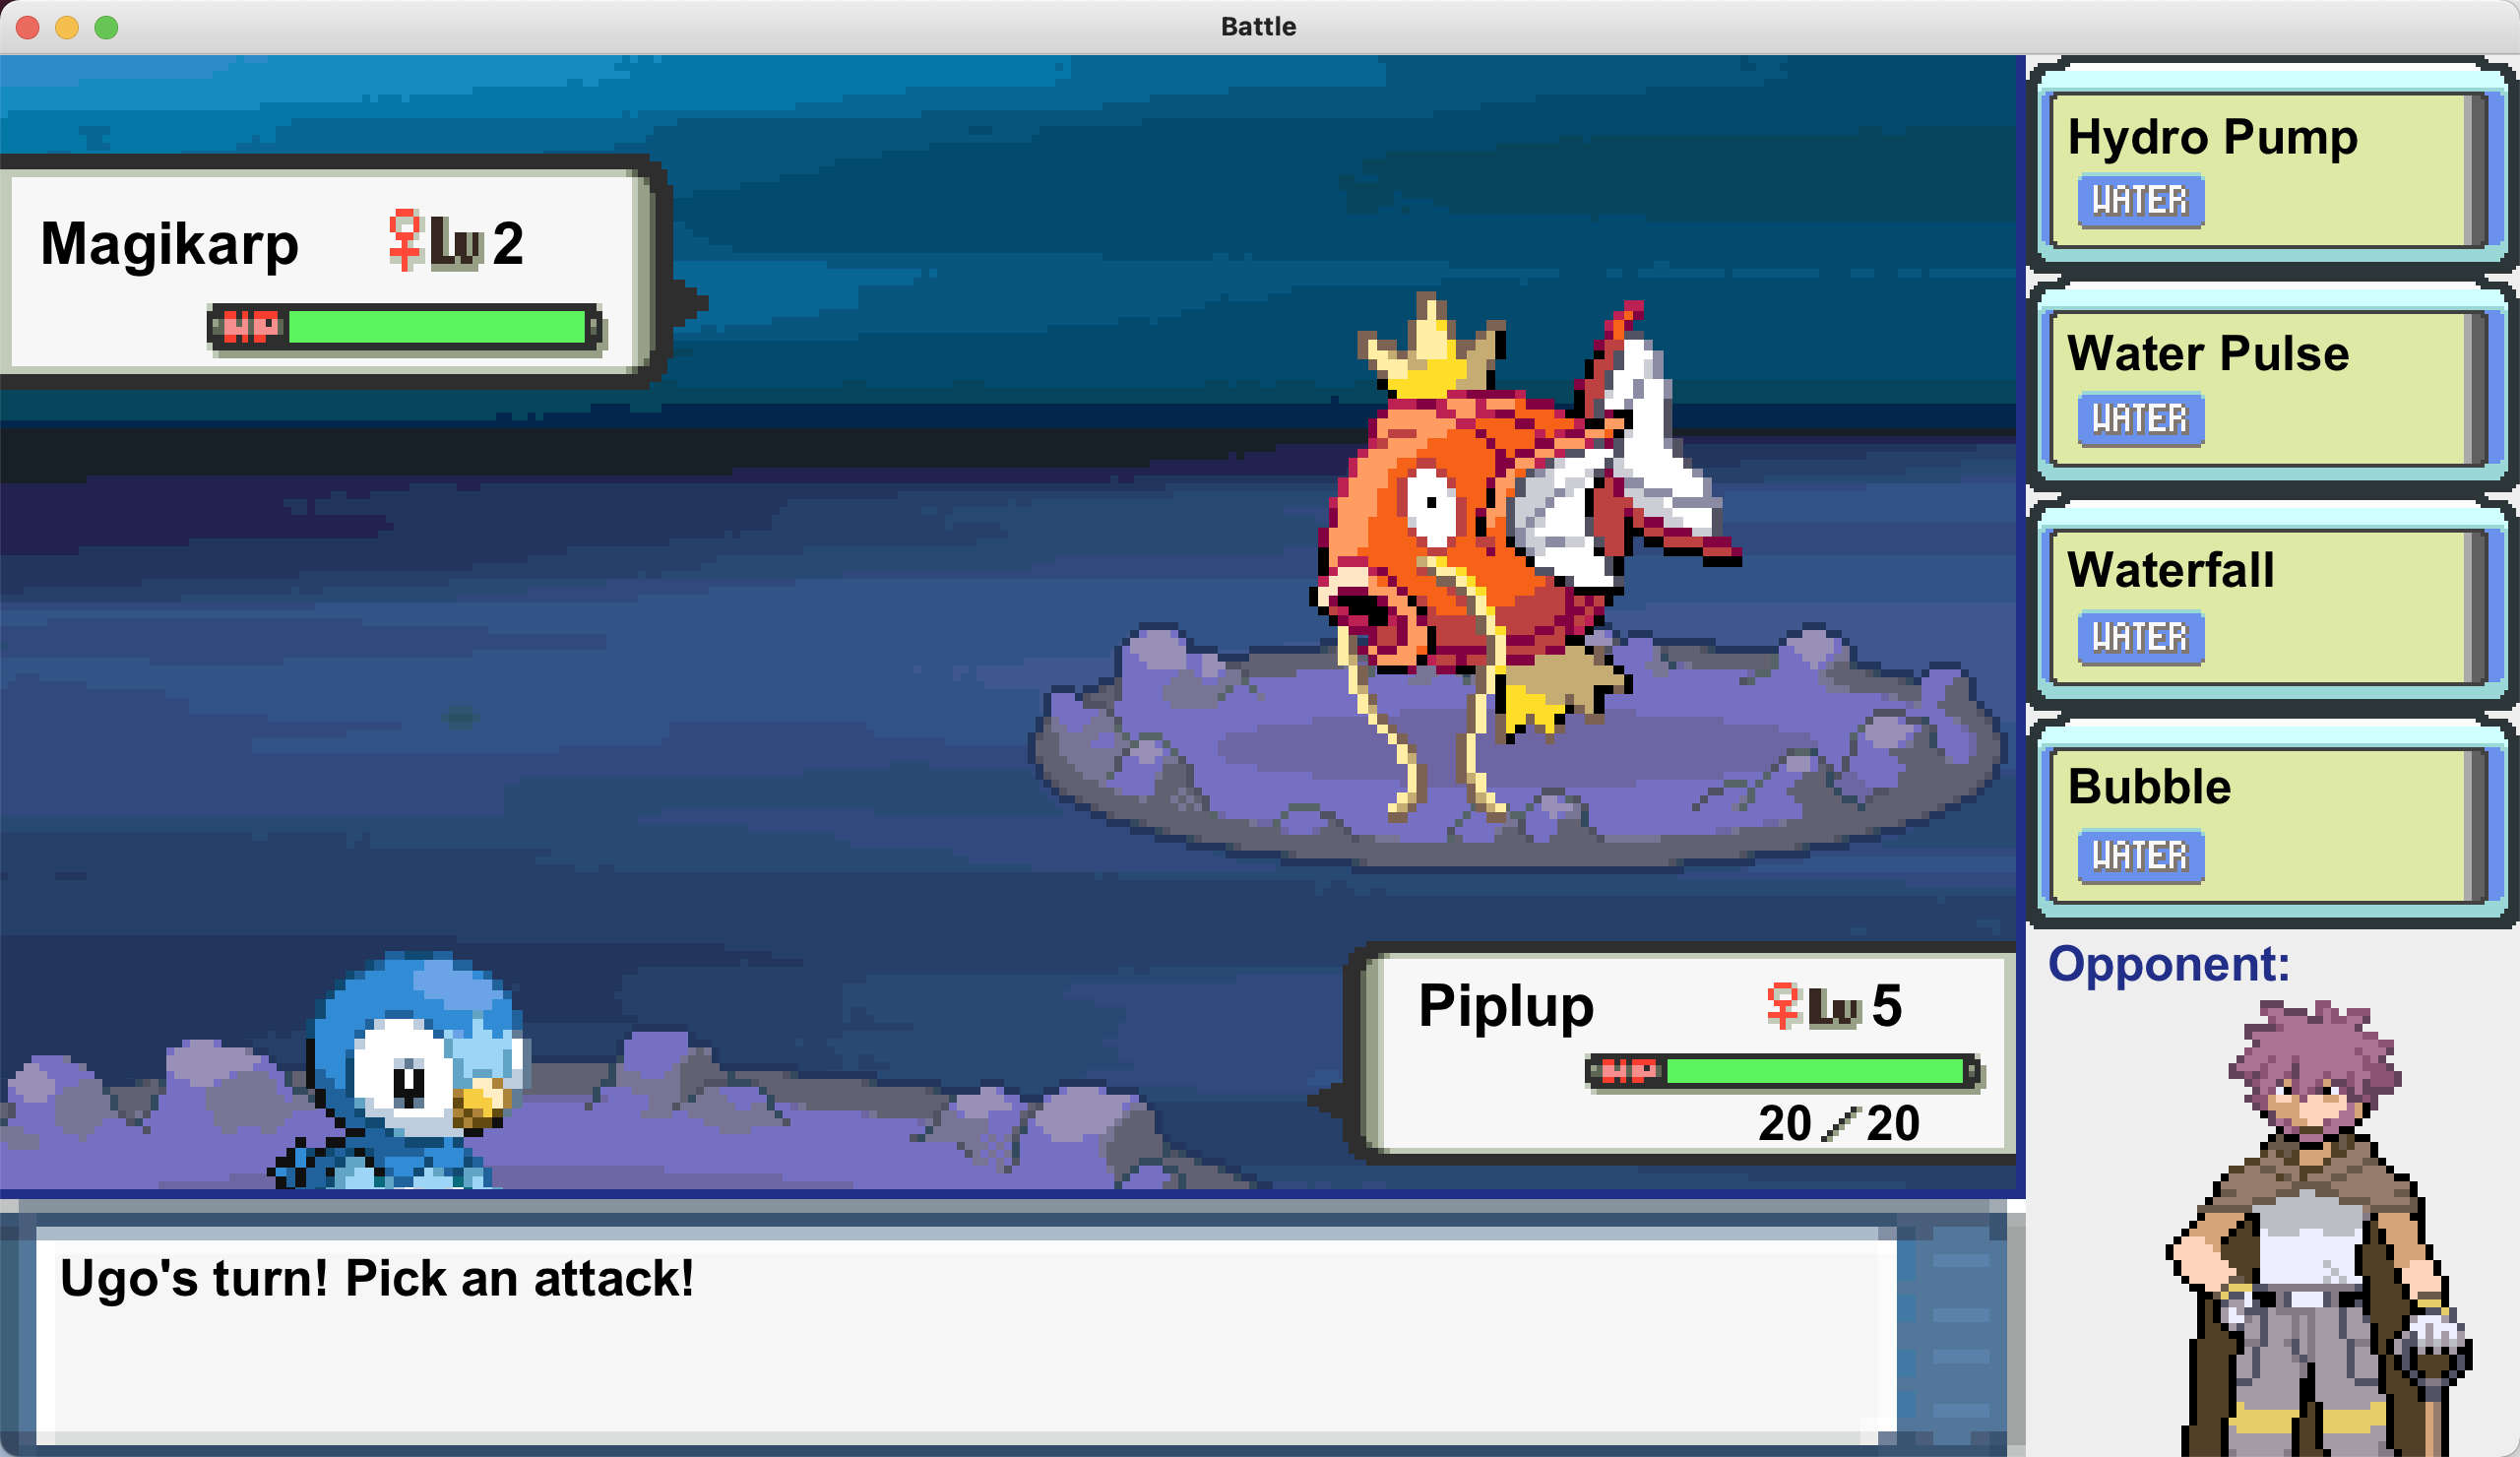 Battle
Magikarp ♀Lv 2
HP
Hydro Pump
WATER
Water Pulse
WATER
Waterfall
WATER
Bubble
WATER
Piplup ♀Lv 5
HP
20/20
Opponent:
Ugo's turn! Pick an attack!